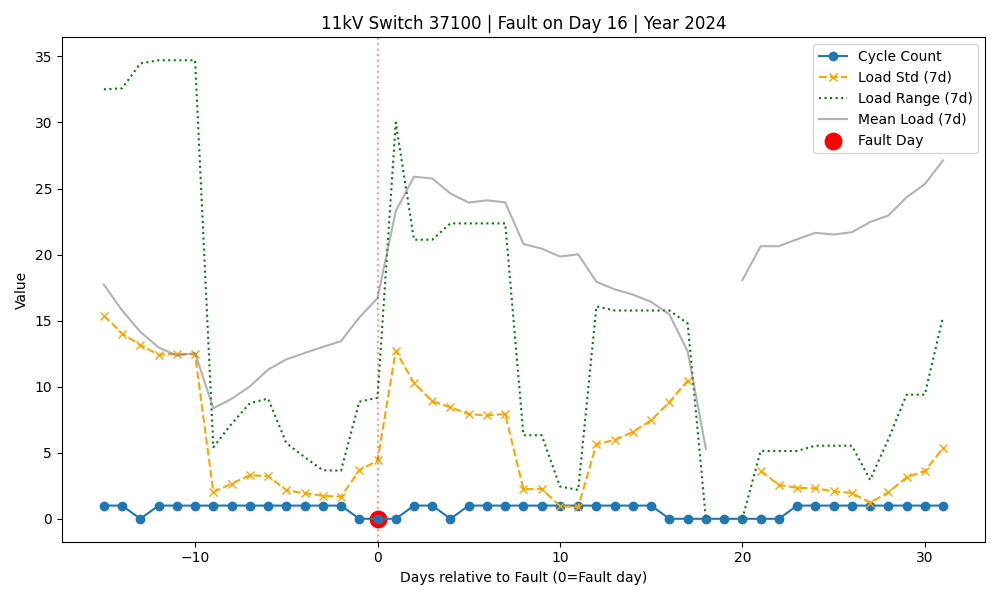 11kV Switch 37100 | Fault on Day 16 | Year 2024
Cycle Count
Load Std (7d)
Load Range (7d)
Mean Load (7d)
Fault Day
Value
35
30
25
20
15
10
5
0
−10
0
10
20
30
Days relative to Fault (0=Fault day)